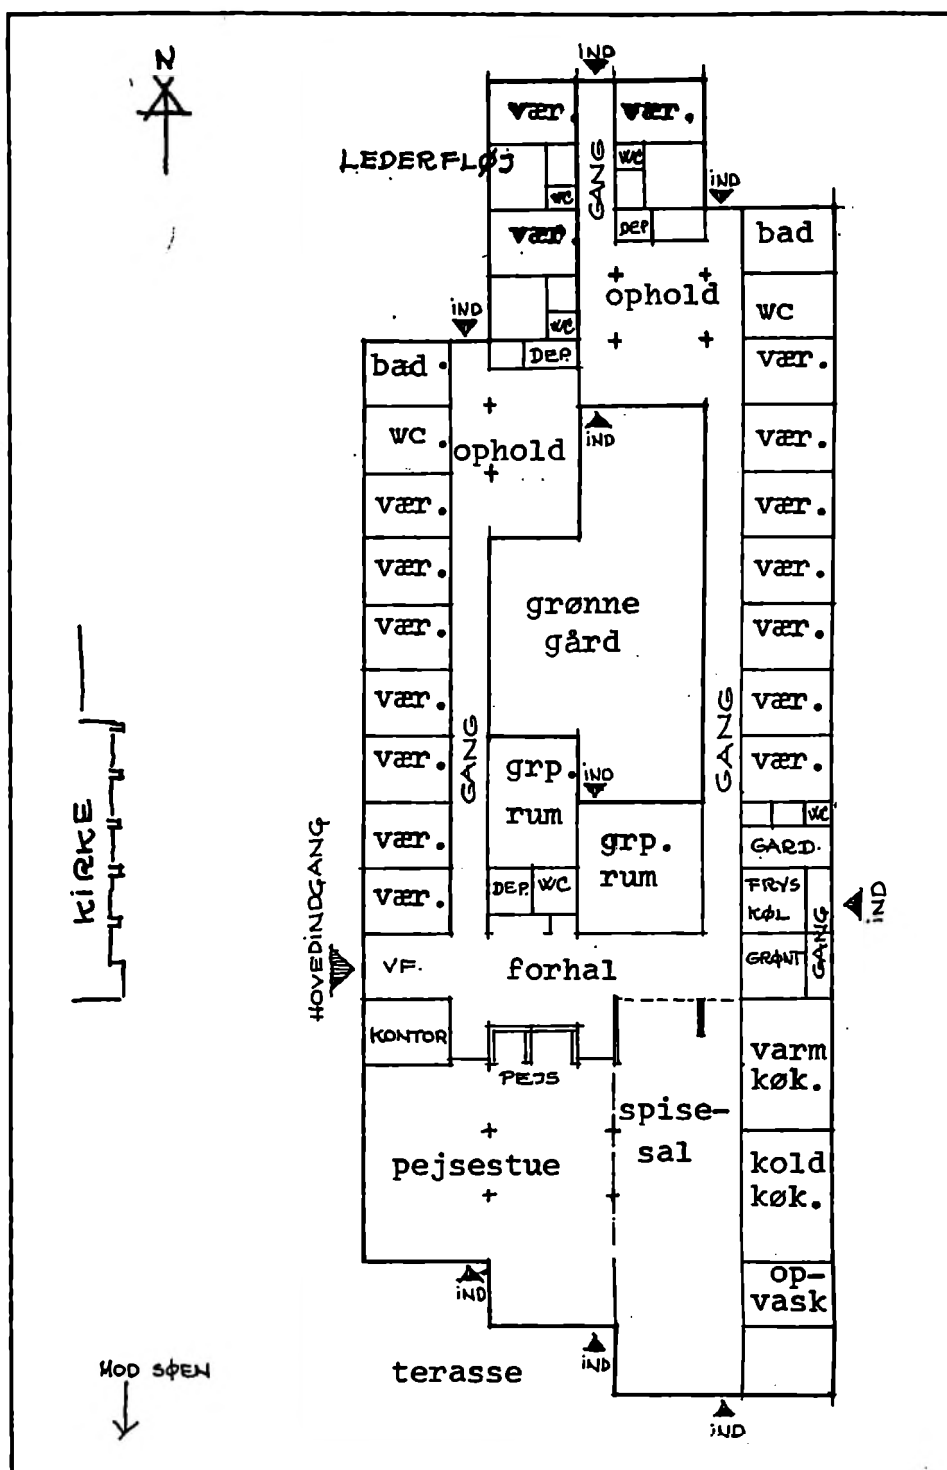 N
IND
vær.
vær.
LEDERFLØJ
WC
GANG
IND
WC
DEP.
bad
vær.
ophold
WC
IND
WC
DEP.
vær.
bad.
IND
WC.
ophold
vær.
vær.
vær.
vær.
vær.
grønne
gård
vær.
vær.
vær.
vær.
GANG
GANG
vær.
grp.
rum
IND
vær.
KIRKE
vær.
grp.
rum
WC
GARD.
HOVEDINDGANG
vær.
DEP.
WC
FRYS
KØL
GANG
IND
VF.
forhal
GRØNT
KONTOR
PEJS
varm
køk.
spise-
sal
pejsestue
kold
køk.
IND
op-
vask
MOD SØEN
terasse
IND
IND